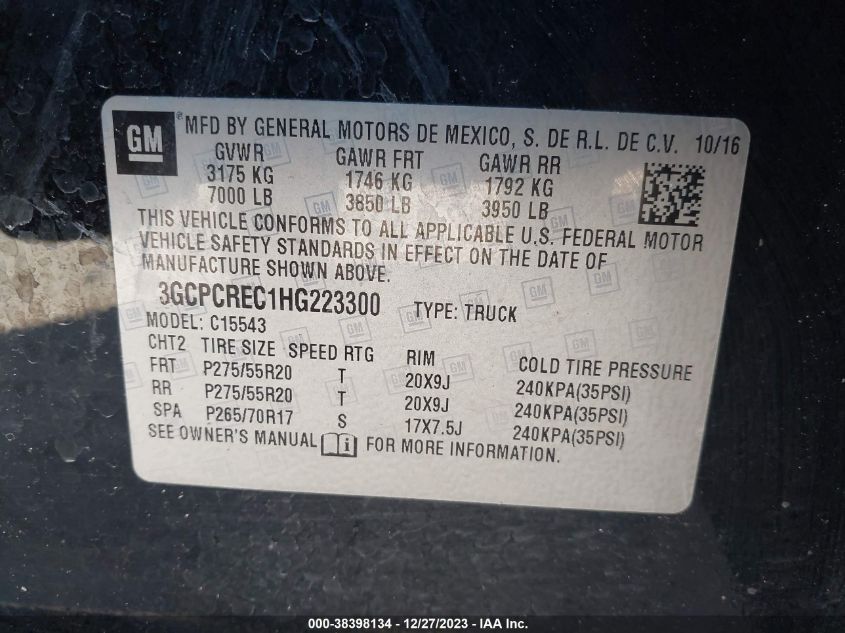 GM ® MFD BY GENERAL MOTORS DE MEXICO, S. DE R.L. DE C.V. 10/16
GVWR GAWR FRT GAWR RR
3175 KG 1746 KG 1792 KG
7000 LB 3850 LB 3950 LB
THIS VEHICLE CONFORMS TO ALL APPLICABLE U.S. FEDERAL MOTOR
VEHICLE SAFETY STANDARDS IN EFFECT ON THE DATE OF
MANUFACTURE SHOWN ABOVE.
3GCPCREC1HG223300 TYPE: TRUCK
MODEL: C15543
CHT2 TIRE SIZE SPEED RTG RIM COLD TIRE PRESSURE
FRT P275/55R20 T 20X9J 240KPA(35PSI)
RR P275/55R20 T 20X9J 240KPA(35PSI)
SPA P265/70R17 S 17X7.5J 240KPA(35PSI)
SEE OWNER'S MANUAL i FOR MORE INFORMATION.
000-38398134 - 12/27/2023 - IAA Inc.